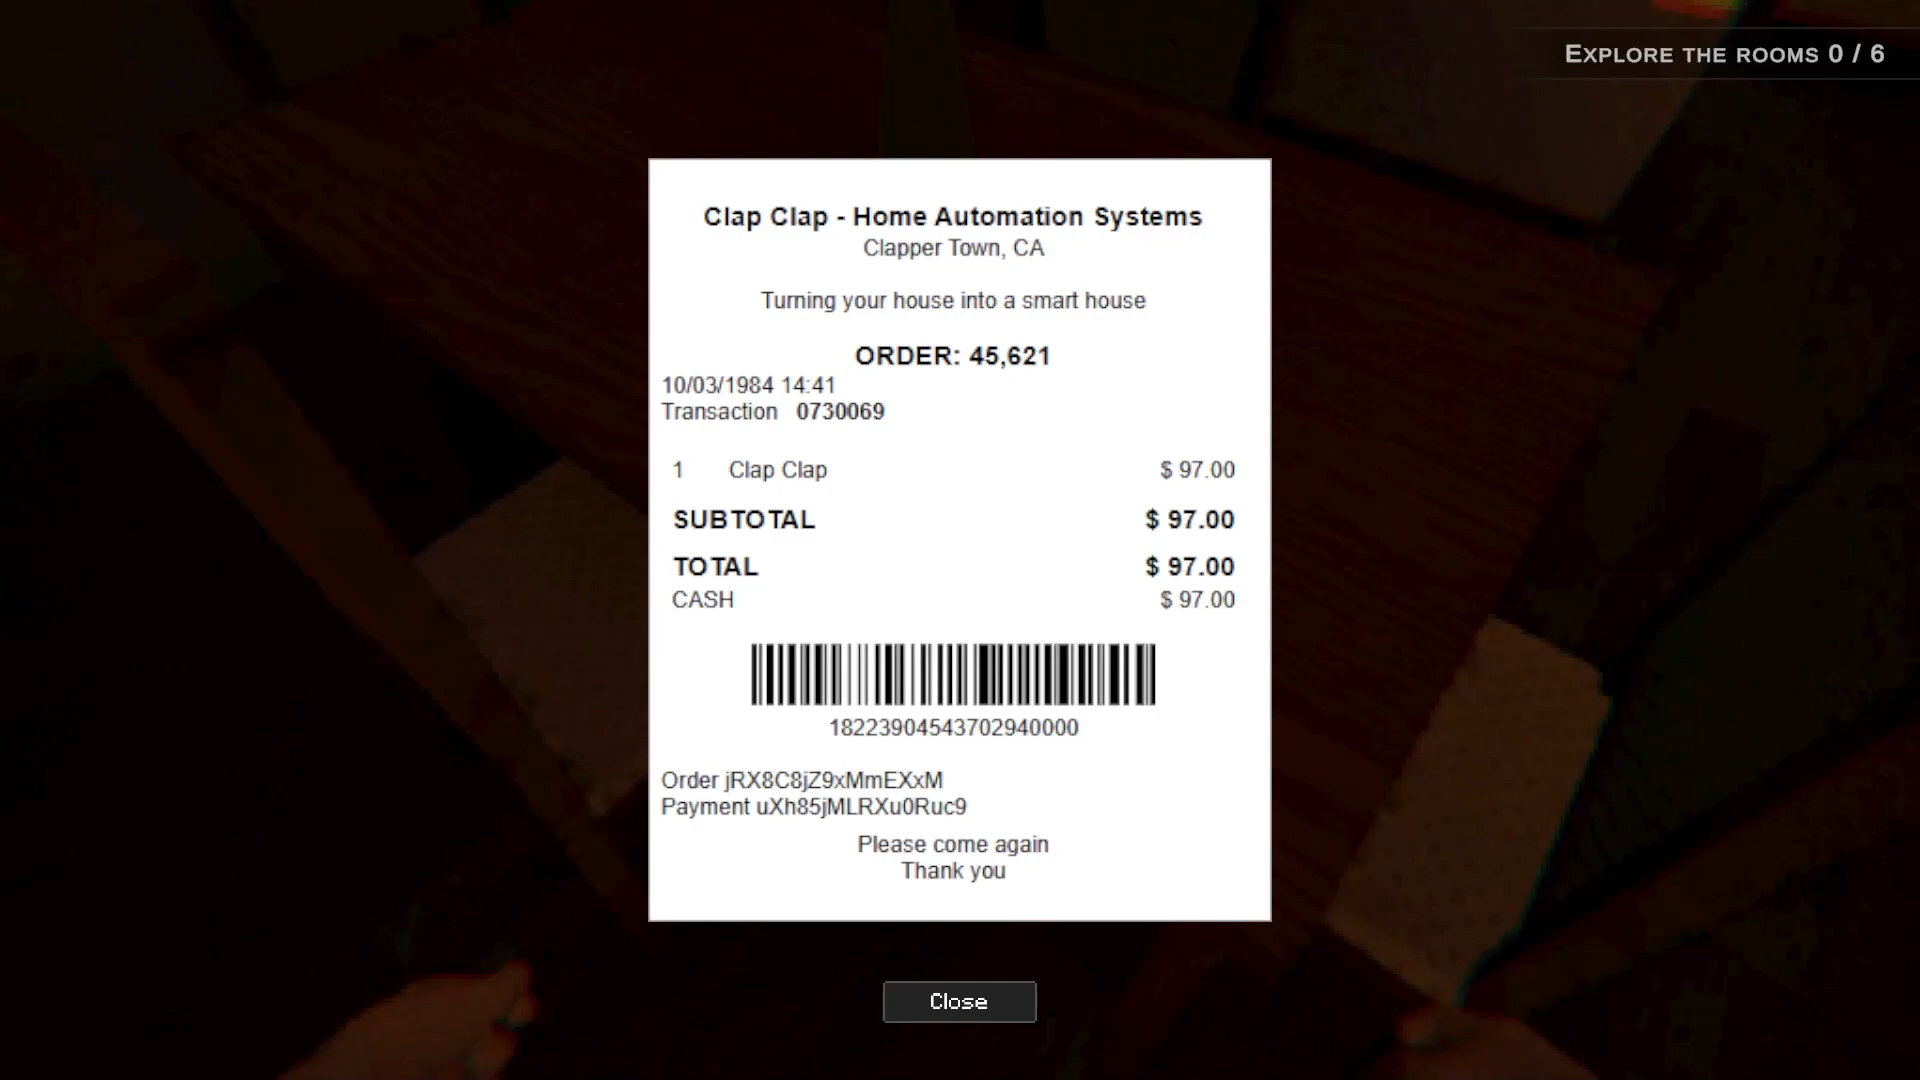 EXPLORE THE ROOMS 0 / 6
Clap Clap - Home Automation Systems
Clapper Town, CA
Turning your house into a smart house
ORDER: 45,621
10/03/1984 14:41
Transaction 0730069
1 Clap Clap $ 97.00
SUBTOTAL $ 97.00
TOTAL $ 97.00
CASH $ 97.00
18223904543702940000
Order jRX8C8jZ9xMmEXxM
Payment uXh85jMLRXu0Ruc9
Please come again
Thank you
Close